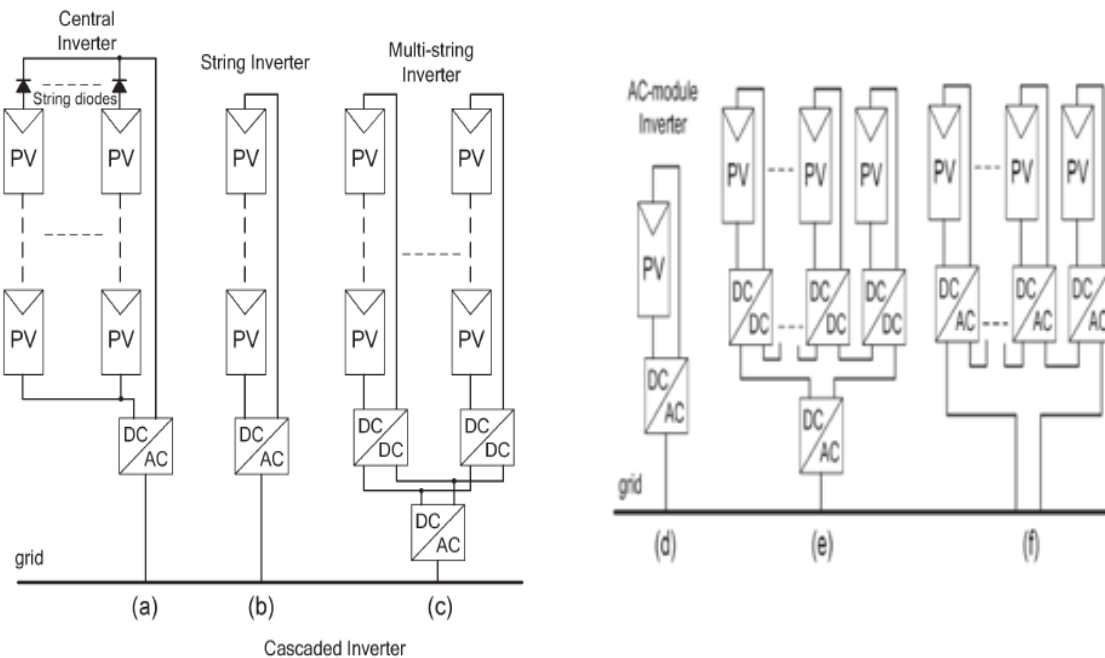 Central
Inverter
String diodes
PV PV
PV PV
DC
AC
String Inverter
PV
PV
DC
AC
Multi-string
Inverter
PV PV
PV PV
DC
DC
DC
DC
DC
AC
grid
(a) (b) (c)
Cascaded Inverter
AC-module
Inverter
PV
DC
AC
PV PV PV
DC
DC
DC
DC
DC
DC
DC
AC
PV PV PV
DC
AC
DC
AC
DC
AC
grid
(d) (e) (f)